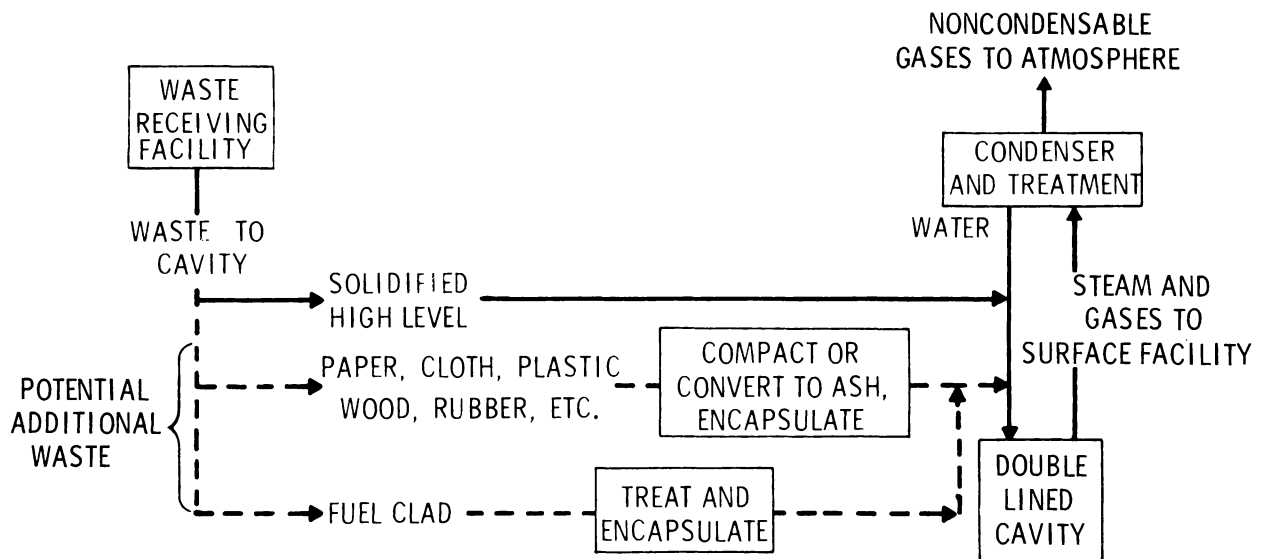 NONCONDENSABLE
GASES TO ATMOSPHERE
WASTE
RECEIVING
FACILITY
CONDENSER
AND TREATMENT
WASTE TO
CAVITY
WATER
SOLIDIFIED
HIGH LEVEL
STEAM AND
GASES TO
SURFACE FACILITY
POTENTIAL
ADDITIONAL
WASTE
PAPER, CLOTH, PLASTIC
WOOD, RUBBER, ETC.
COMPACT OR
CONVERT TO ASH,
ENCAPSULATE
FUEL CLAD
TREAT AND
ENCAPSULATE
DOUBLE
LINED
CAVITY